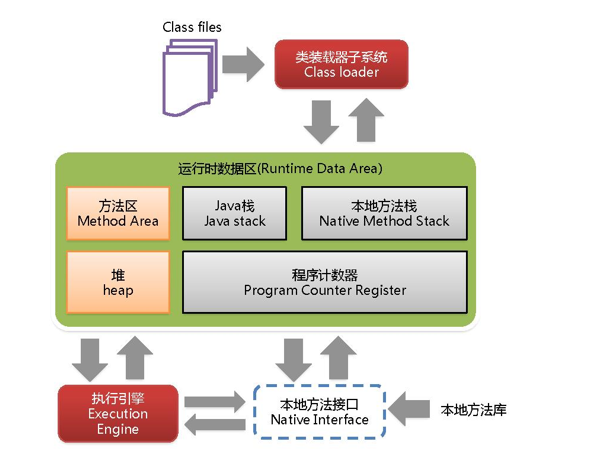 Class files
类装载器子系统
Class loader
运行时数据区(Runtime Data Area)
方法区
Method Area
Java栈
Java stack
本地方法栈
Native Method Stack
堆
heap
程序计数器
Program Counter Register
执行引擎
Execution
Engine
本地方法接口
Native Interface
本地方法库